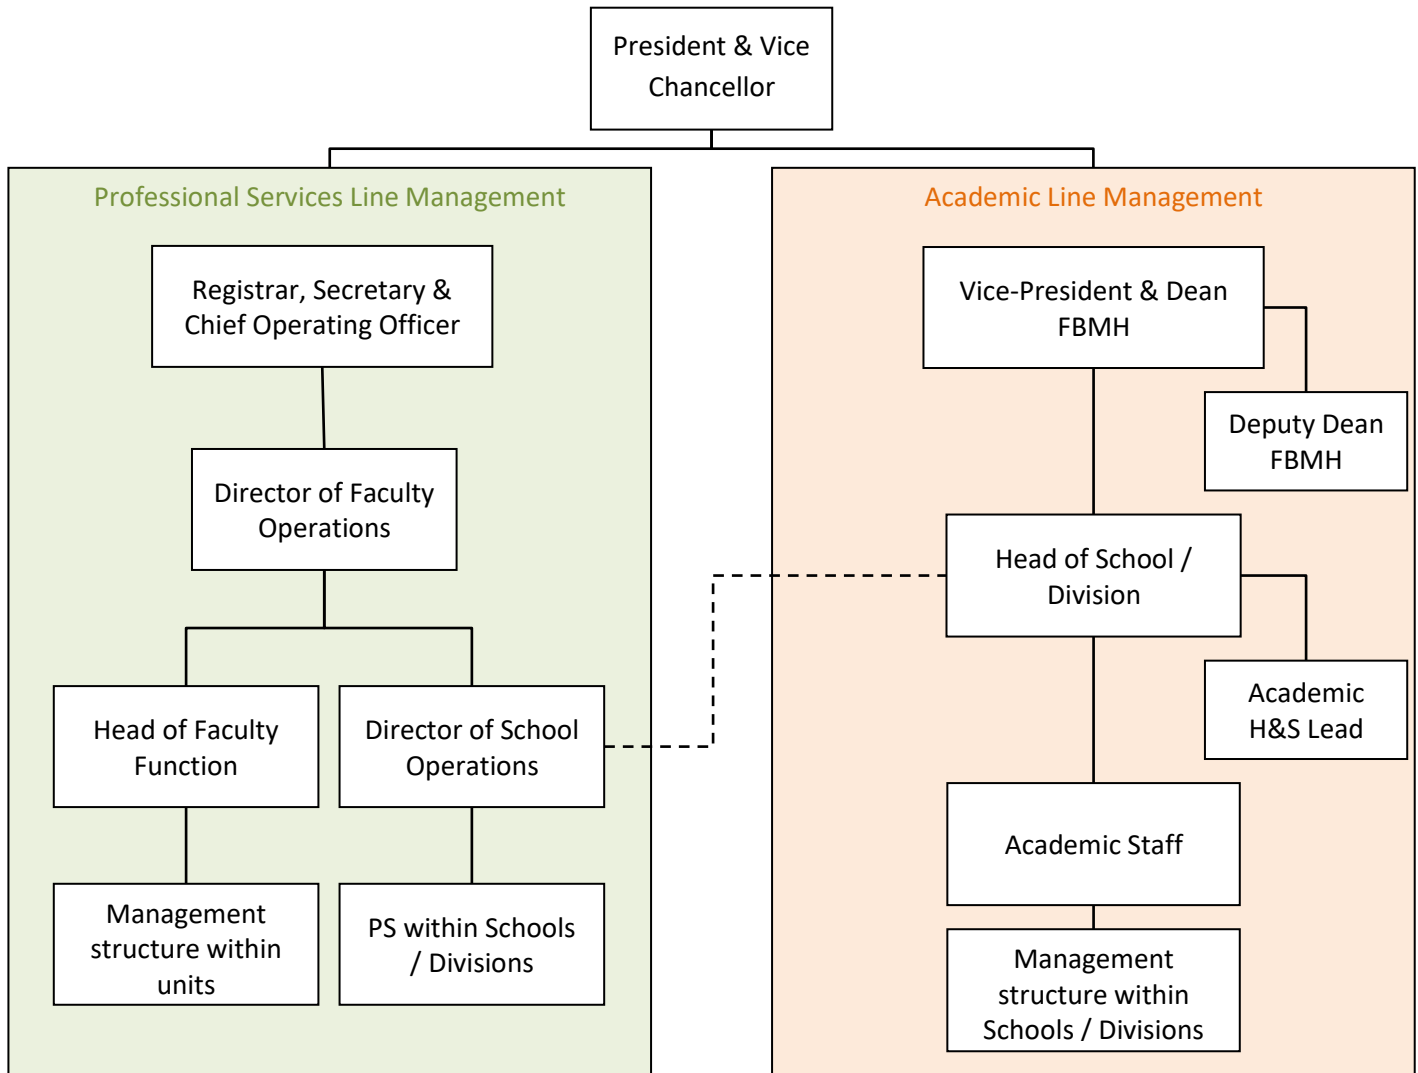 President & Vice
Chancellor
Professional Services Line Management
Registrar, Secretary &
Chief Operating Officer
Director of Faculty
Operations
Head of Faculty
Function
Director of School
Operations
Management
structure within
units
PS within Schools
/ Divisions
Academic Line Management
Vice-President & Dean
FBMH
Deputy Dean
FBMH
Head of School /
Division
Academic
H&S Lead
Academic Staff
Management
structure within
Schools / Divisions